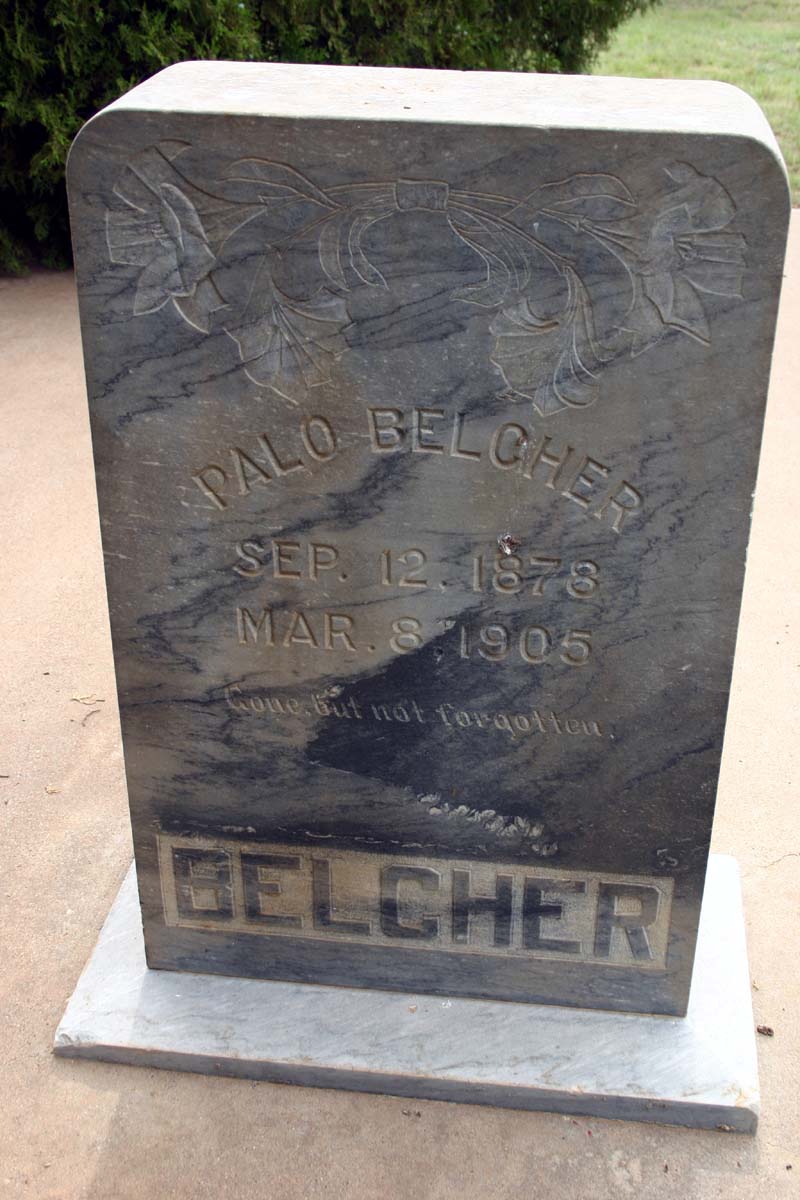 PALO BELCHER
SEP. 12, 1878
MAR. 8, 1905
Gone, but not forgotten.
BELCHER